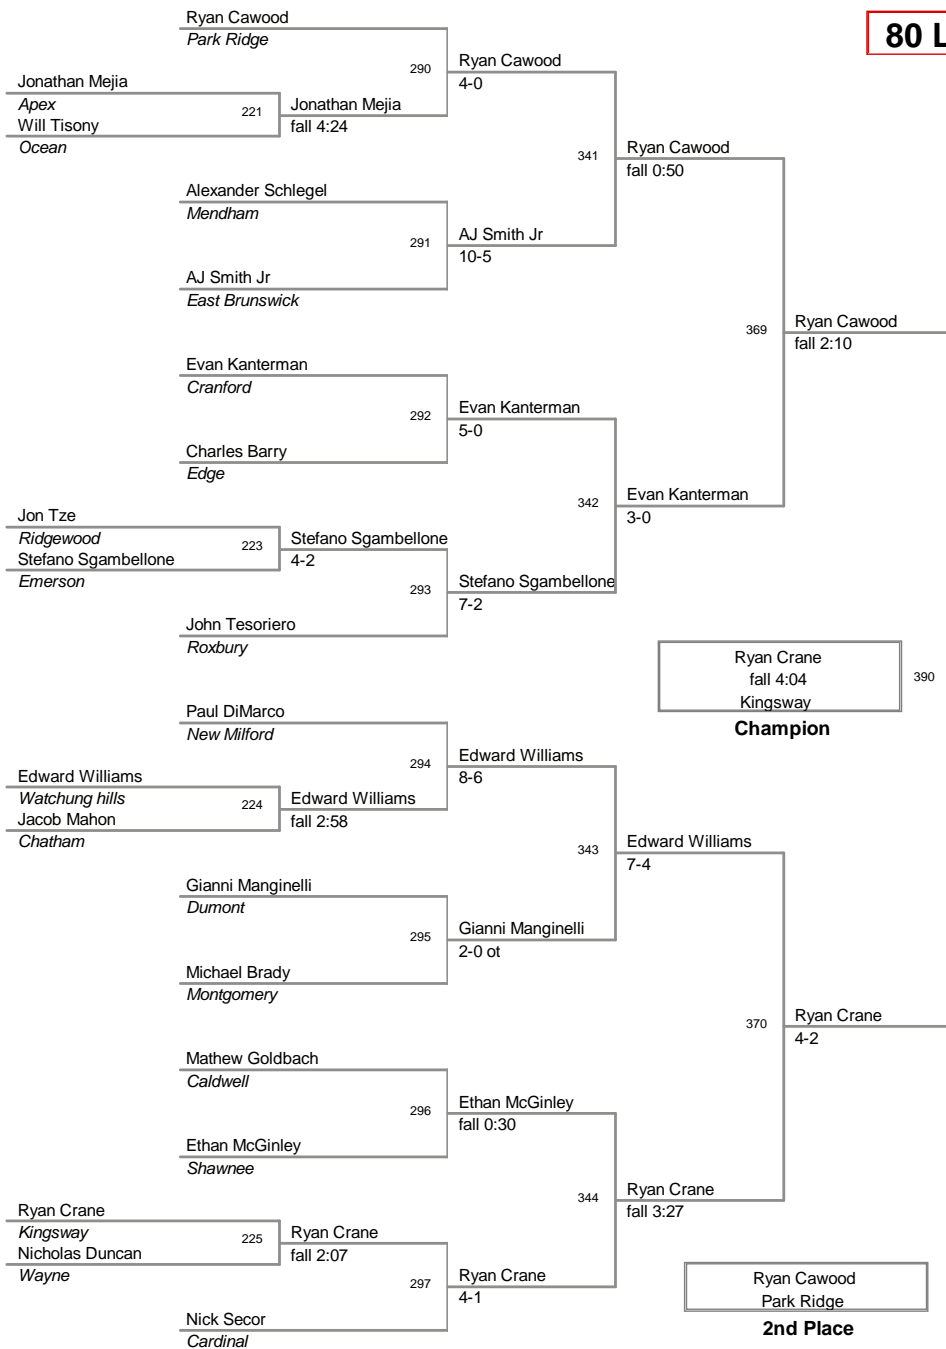 Ryan Cawood
80 L
Park Ridge
290
Ryan Cawood
4-0
Jonathan Mejia
Apex
221
Jonathan Mejia
Will Tisony
fall 4:24
Ocean
341
Ryan Cawood
fall 0:50
Alexander Schlegel
Mendham
291
AJ Smith Jr
10-5
AJ Smith Jr
East Brunswick
369
Ryan Cawood
fall 2:10
Evan Kanterman
Cranford
292
Evan Kanterman
5-0
Charles Barry
Edge
342
Evan Kanterman
3-0
Jon Tze
Ridgewood
223
Stefano Sgambellone
Stefano Sgambellone
4-2
Emerson
293
Stefano Sgambellone
7-2
John Tesoriero
Roxbury
Ryan Crane
fall 4:04
390
Kingsway
Champion
Paul DiMarco
New Milford
294
Edward Williams
8-6
Edward Williams
Watchung hills
224
Edward Williams
Jacob Mahon
fall 2:58
Chatham
343
Edward Williams
7-4
Gianni Manginelli
Dumont
295
Gianni Manginelli
2-0 ot
Michael Brady
Montgomery
370
Ryan Crane
4-2
Mathew Goldbach
Caldwell
296
Ethan McGinley
fall 0:30
Ethan McGinley
Shawnee
344
Ryan Crane
fall 3:27
Ryan Crane
Kingsway
225
Ryan Crane
Nicholas Duncan
fall 2:07
Wayne
297
Ryan Crane
4-1
Nick Secor
Cardinal
Ryan Cawood
Park Ridge
2nd Place